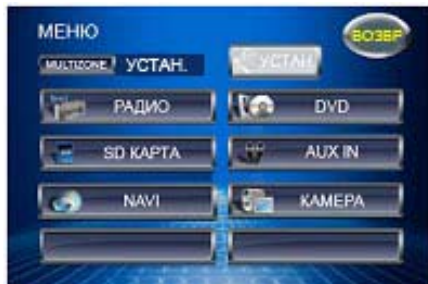 МЕНЮ
ВОЗВР
MULTIZONE УСТАН. УСТАН.
РАДИО DVD
SD КАРТА AUX IN
NAVI КАМЕРА